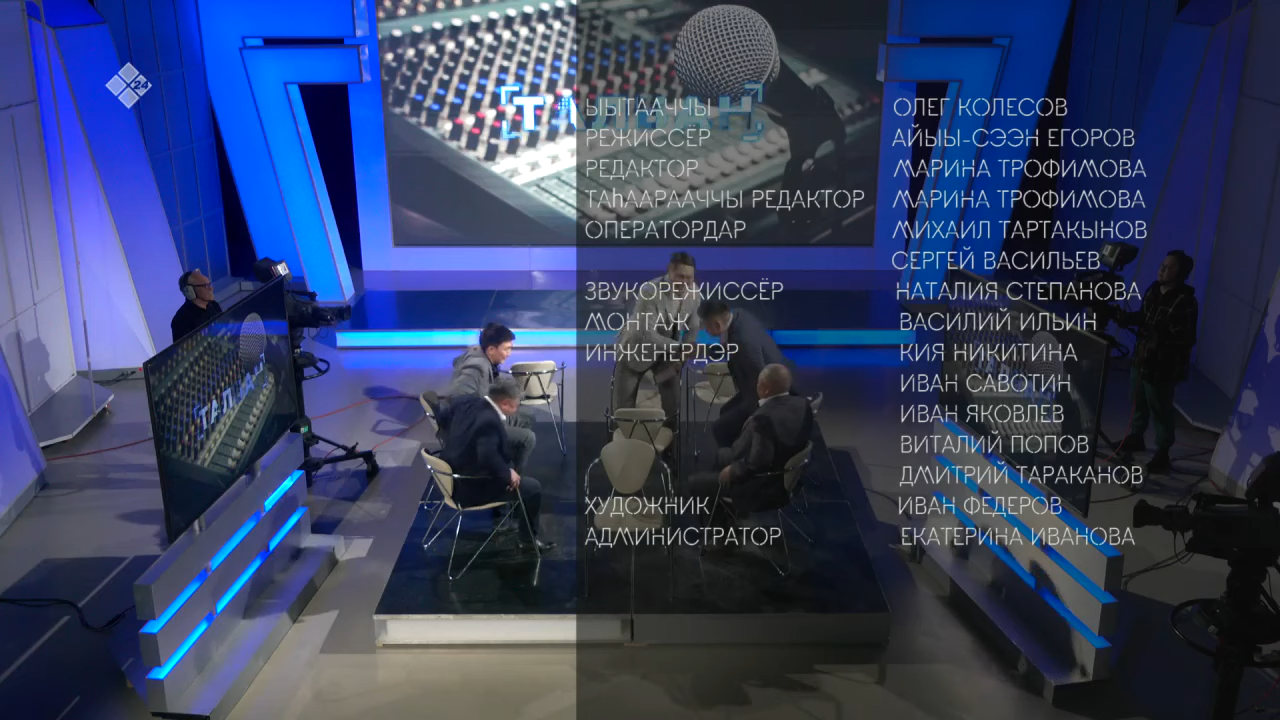 Х24
ЫЫТААЧЧЫ ОЛЕГ КОЛЕСОВ
РЕЖИССЁР АЙЫЫ-СЭЭН ЕГОРОВ
РЕДАКТОР МАРИНА ТРОФИМОВА
ТАҺААРААЧЧЫ РЕДАКТОР МАРИНА ТРОФИМОВА
ОПЕРАТОРДАР МИХАИЛ ТАРТАКЫНОВ
СЕРГЕЙ ВАСИЛЬЕВ
ЗВУКОРЕЖИССЁР НАТАЛИЯ СТЕПАНОВА
МОНТАЖ ВАСИЛИЙ ИЛЬИН
ИНЖЕНЕРДЭР КИЯ НИКИТИНА
ИВАН САВОТИН
ИВАН ЯКОВЛЕВ
ВИТАЛИЙ ПОПОВ
ДМИТРИЙ ТАРАКАНОВ
ХУДОЖНИК ИВАН ФЕДЕРОВ
АДМИНИСТРАТОР ЕКАТЕРИНА ИВАНОВА